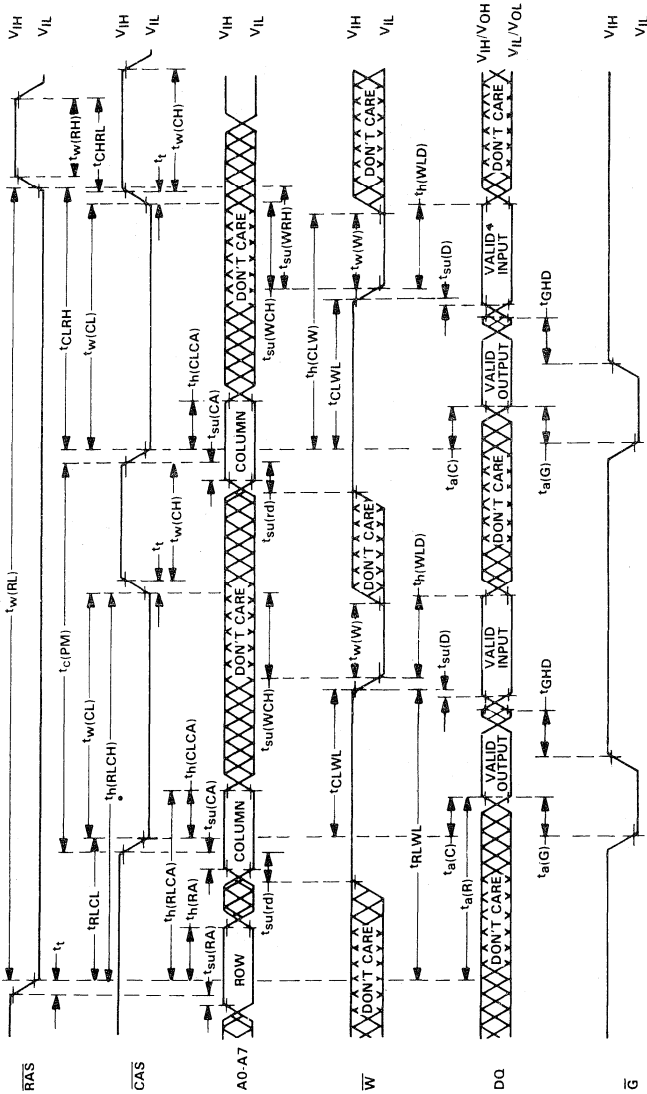 RAS
VIH
VIL
tt
tw(RL)
tw(RH)
tCHRL
tw(CH)
CAS
VIH
VIL
tRLCL
tc(PM)
tw(CL)
th(RLCH)
tt
tw(CH)
tCLRH
tw(CL)
tt
A0-A7
VIH
VIL
tsu(RA)
th(RLCA)
th(RA)
tsu(CA)
th(CLCA)
tsu(CA)
th(CLCA)
ROW
COLUMN
DON'T CARE
COLUMN
DON'T CARE
tsu(rd)
tsu(WCH)
tsu(rd)
tsu(WCH)
tsu(WRH)
W
VIH
VIL
DON'T CARE
tCLWL
tRLWL
tw(W)
th(WLD)
DON'T CARE
th(CLW)
tCLWL
tw(W)
th(WLD)
DON'T CARE
DQ
VIH/VOH
VIL/VOL
ta(C)
ta(R)
tsu(D)
ta(C)
tsu(D)
DON'T CARE
VALID OUTPUT
VALID INPUT
DON'T CARE
VALID OUTPUT
VALID* INPUT
DON'T CARE
G
VIH
VIL
ta(G)
tGHD
ta(G)
tGHD